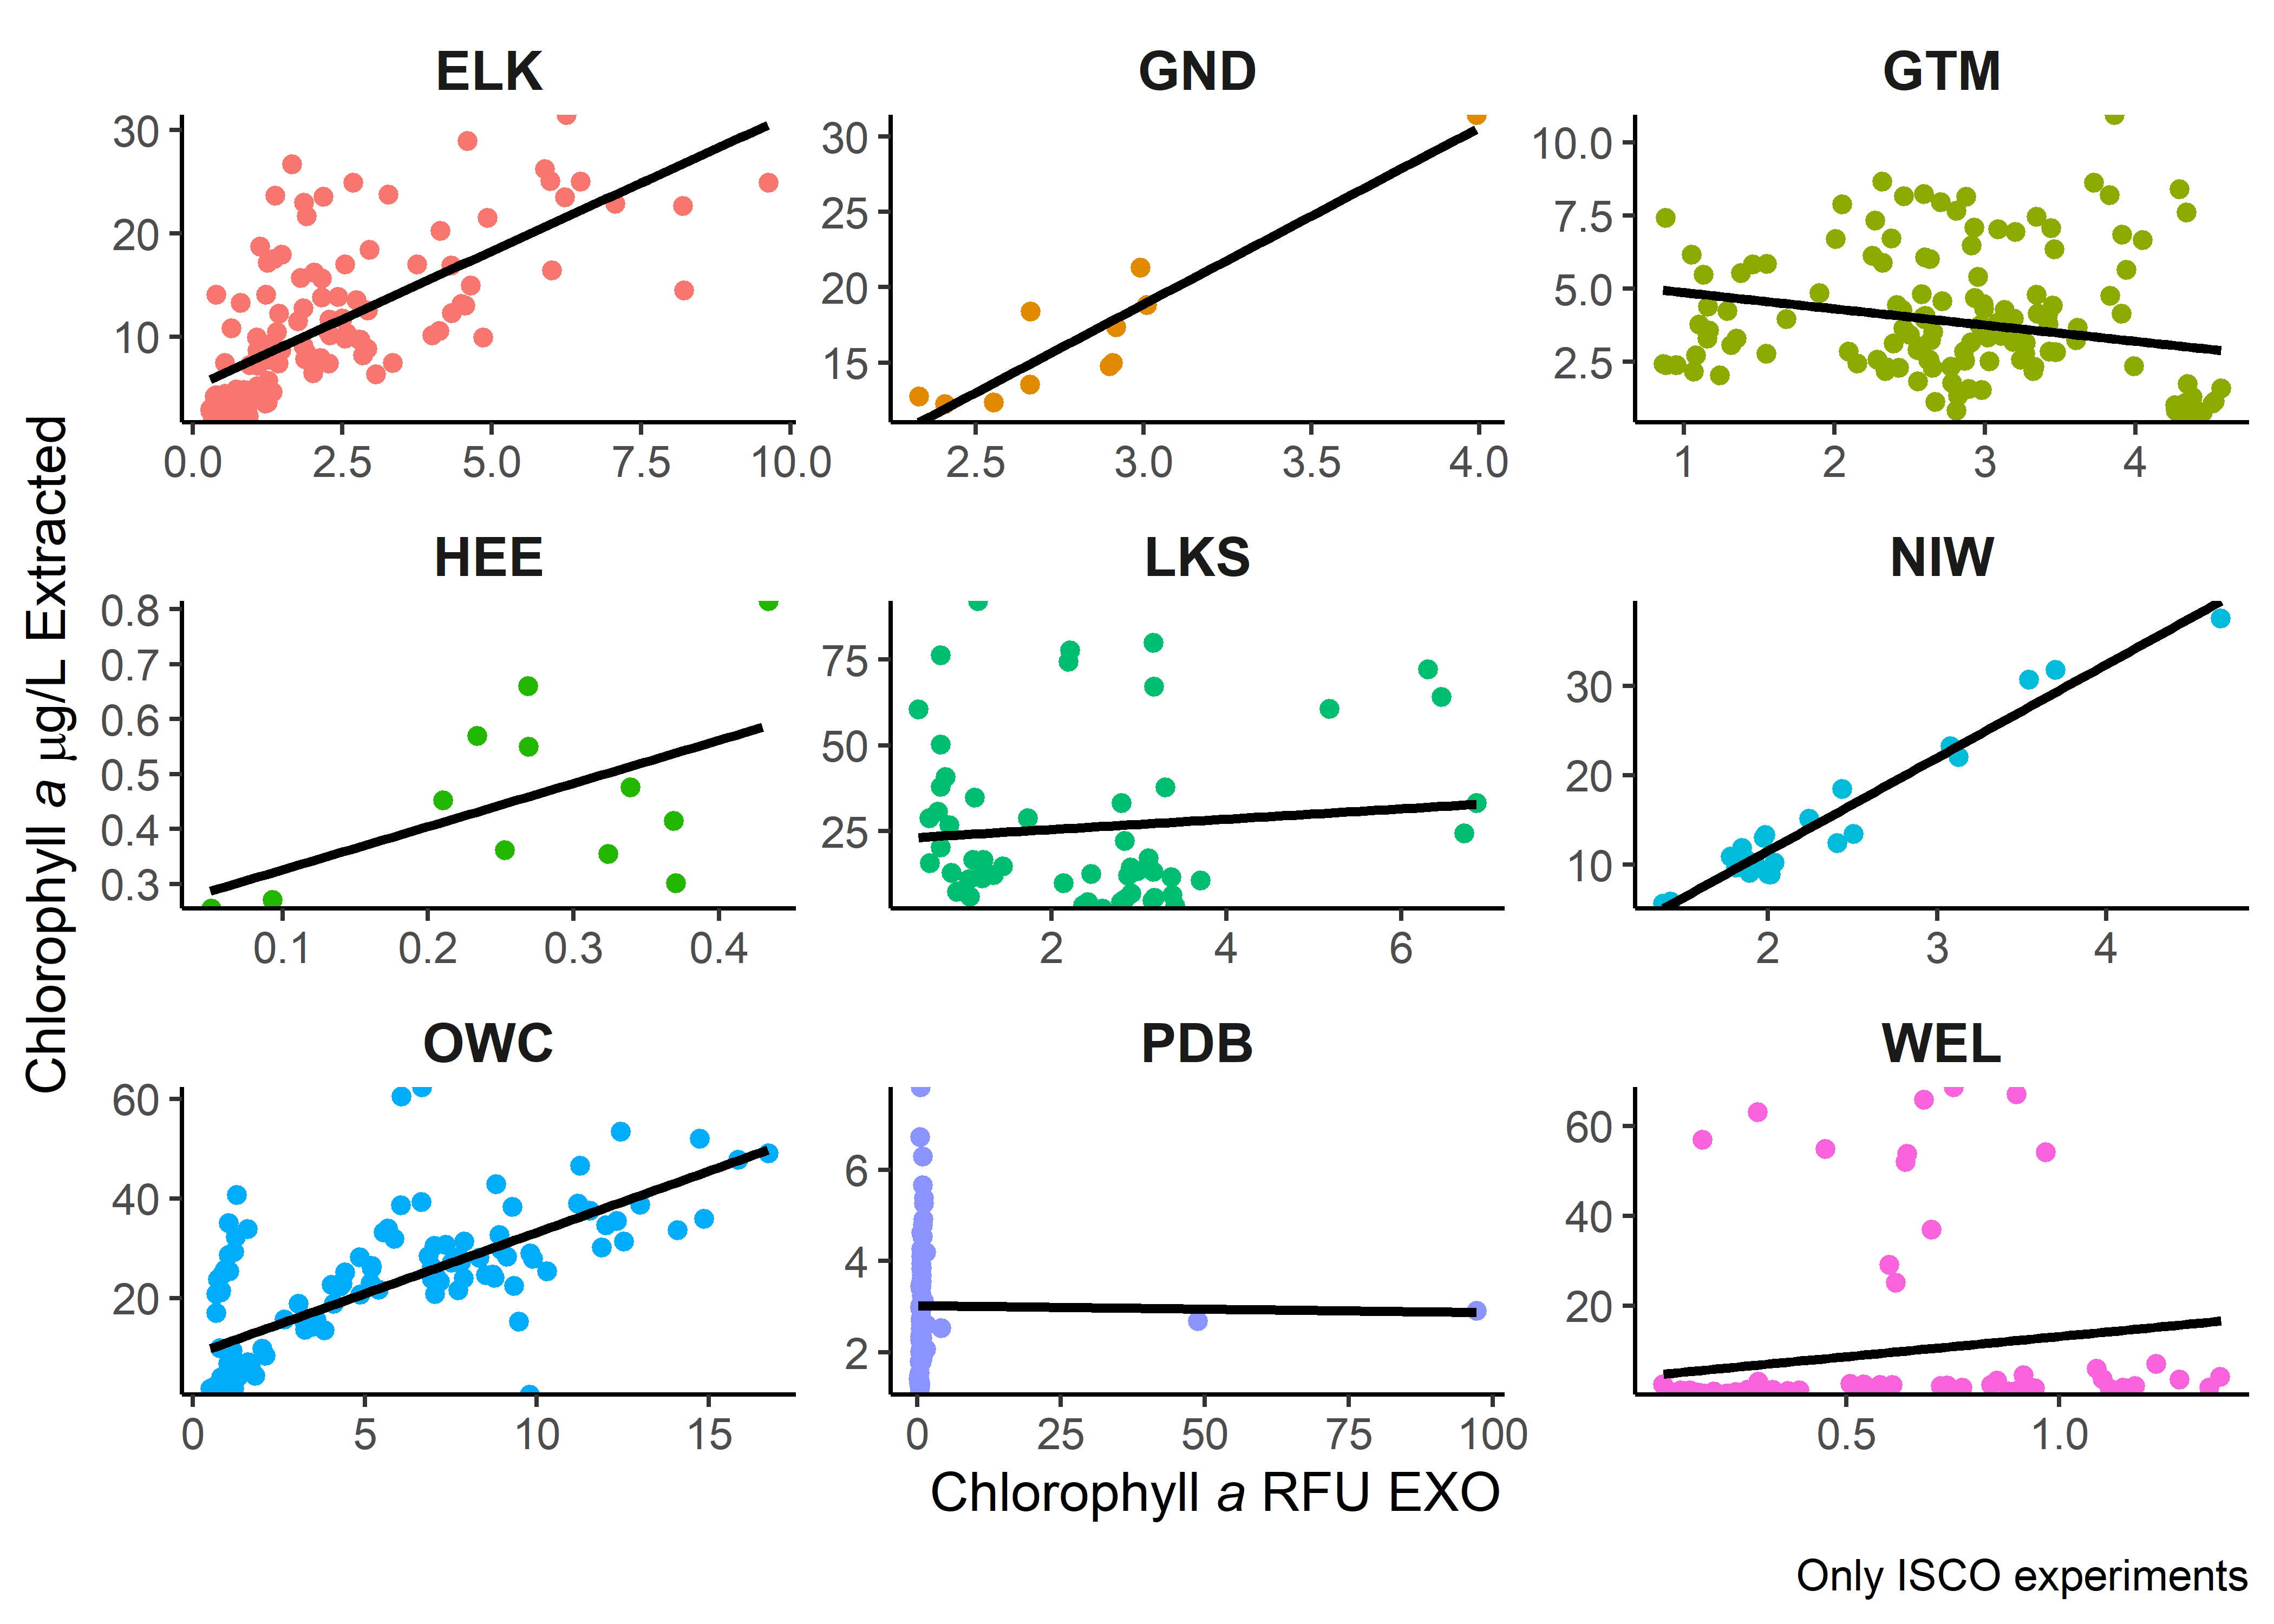 ELK
GND
GTM
30
20
10
0.0 2.5 5.0 7.5 10.0
30
25
20
15
2.5 3.0 3.5 4.0
10.0
7.5
5.0
2.5
1 2 3 4
HEE
LKS
NIW
0.8
0.7
0.6
0.5
0.4
0.3
0.1 0.2 0.3 0.4
75
50
25
2 4 6
30
20
10
2 3 4
OWC
PDB
WEL
60
40
20
0 5 10 15
6
4
2
0 25 50 75 100
60
40
20
0.5 1.0
Chlorophyll a µg/L Extracted
Chlorophyll a RFU EXO
Only ISCO experiments